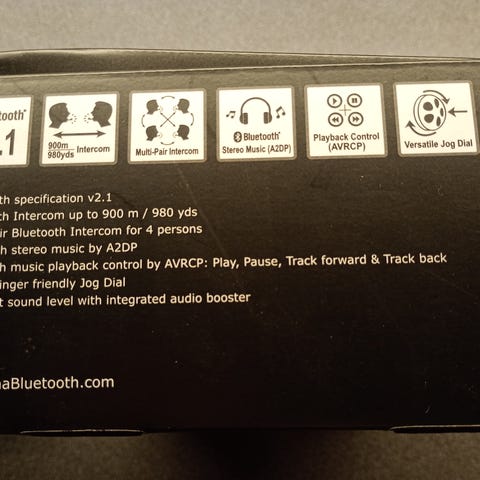 tooth
.1
900m
980yds
Intercom
Multi-Pair Intercom
Bluetooth®
Stereo Music (A2DP)
Playback Control
(AVRCP)
Versatile Jog Dial
th specification v2.1
th Intercom up to 900 m / 980 yds
ir Bluetooth Intercom for 4 persons
h stereo music by A2DP
h music playback control by AVRCP: Play, Pause, Track forward & Track back
inger friendly Jog Dial
t sound level with integrated audio booster
naBluetooth.com